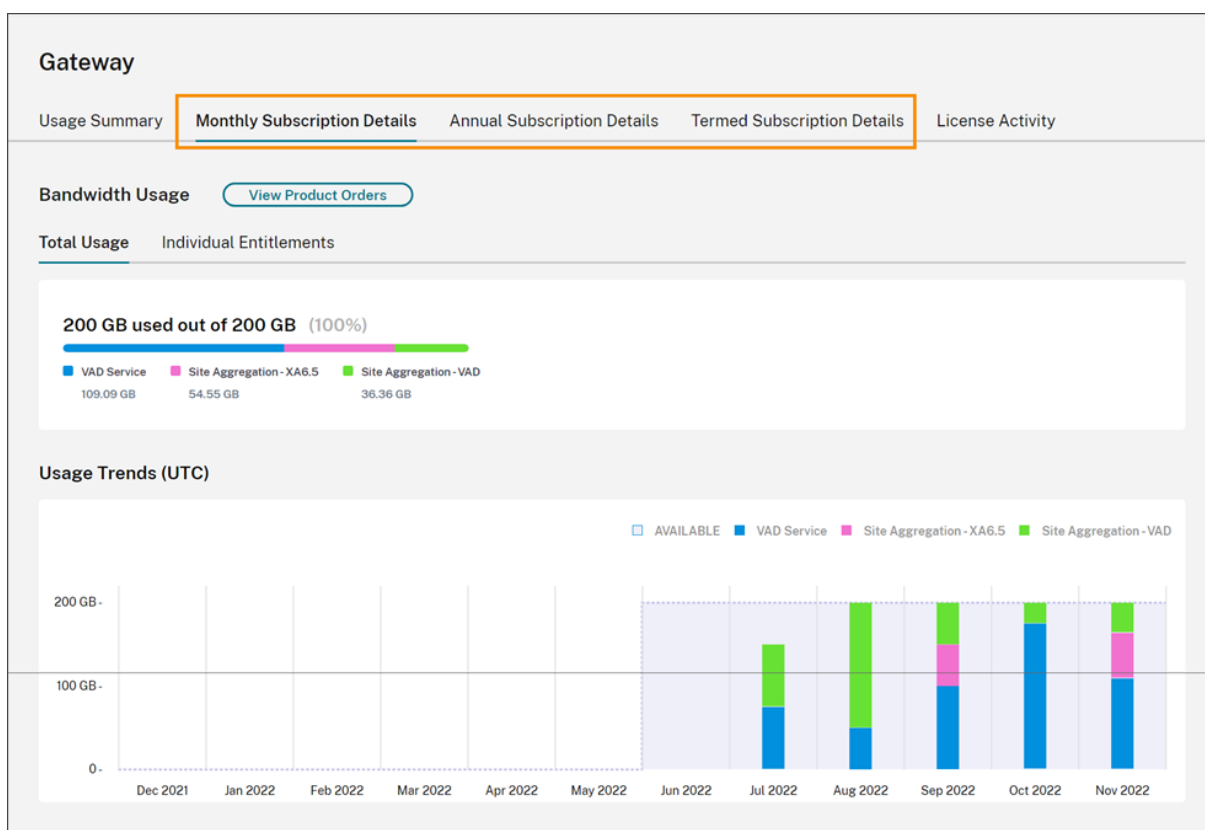 Gateway
Usage Summary Monthly Subscription Details Annual Subscription Details Termed Subscription Details License Activity
Bandwidth Usage View Product Orders
Total Usage Individual Entitlements
200 GB used out of 200 GB (100%)
VAD Service Site Aggregation - XA6.5 Site Aggregation - VAD
109.09 GB 54.55 GB 36.36 GB
Usage Trends (UTC)
AVAILABLE VAD Service Site Aggregation - XA6.5 Site Aggregation - VAD
200 GB
100 GB
0
Dec 2021 Jan 2022 Feb 2022 Mar 2022 Apr 2022 May 2022 Jun 2022 Jul 2022 Aug 2022 Sep 2022 Oct 2022 Nov 2022